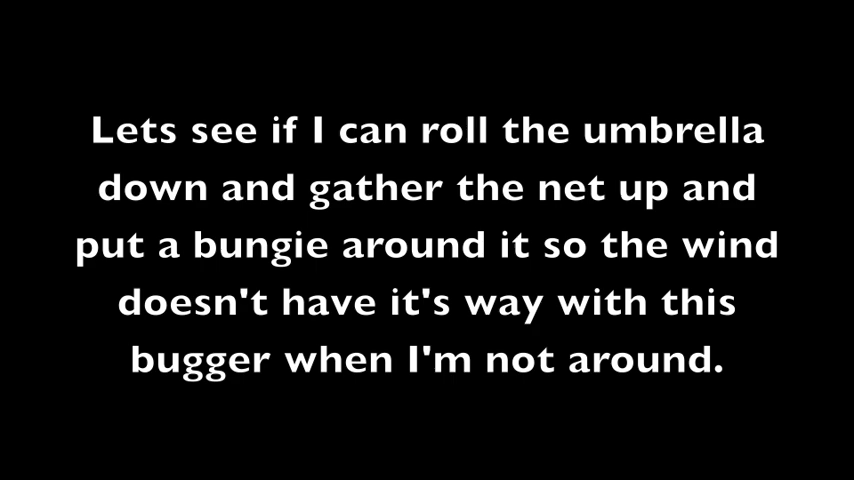 Lets see if I can roll the umbrella
down and gather the net up and
put a bungie around it so the wind
doesn't have it's way with this
bugger when I'm not around.